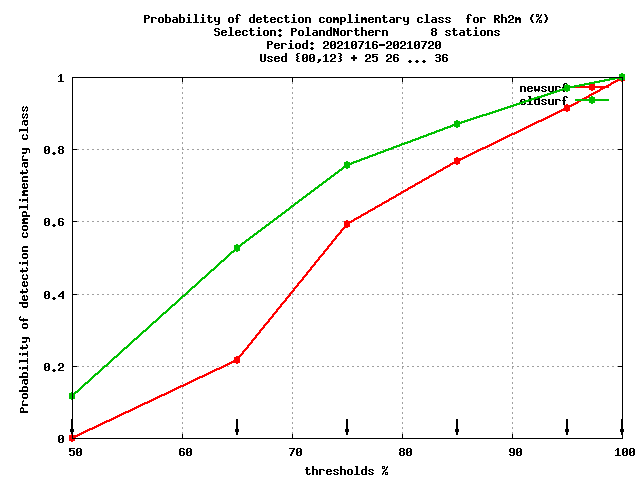 Probability of detection complimentary class for Rh2m (%)
Selection: PolandNorthern 8 stations
Period: 20210716-20210720
Used {00,12} + 25 26 ... 36
newsurf
oldsurf
Probability of detection complimentary class
1
0.8
0.6
0.4
0.2
0
50 60 70 80 90 100
thresholds %